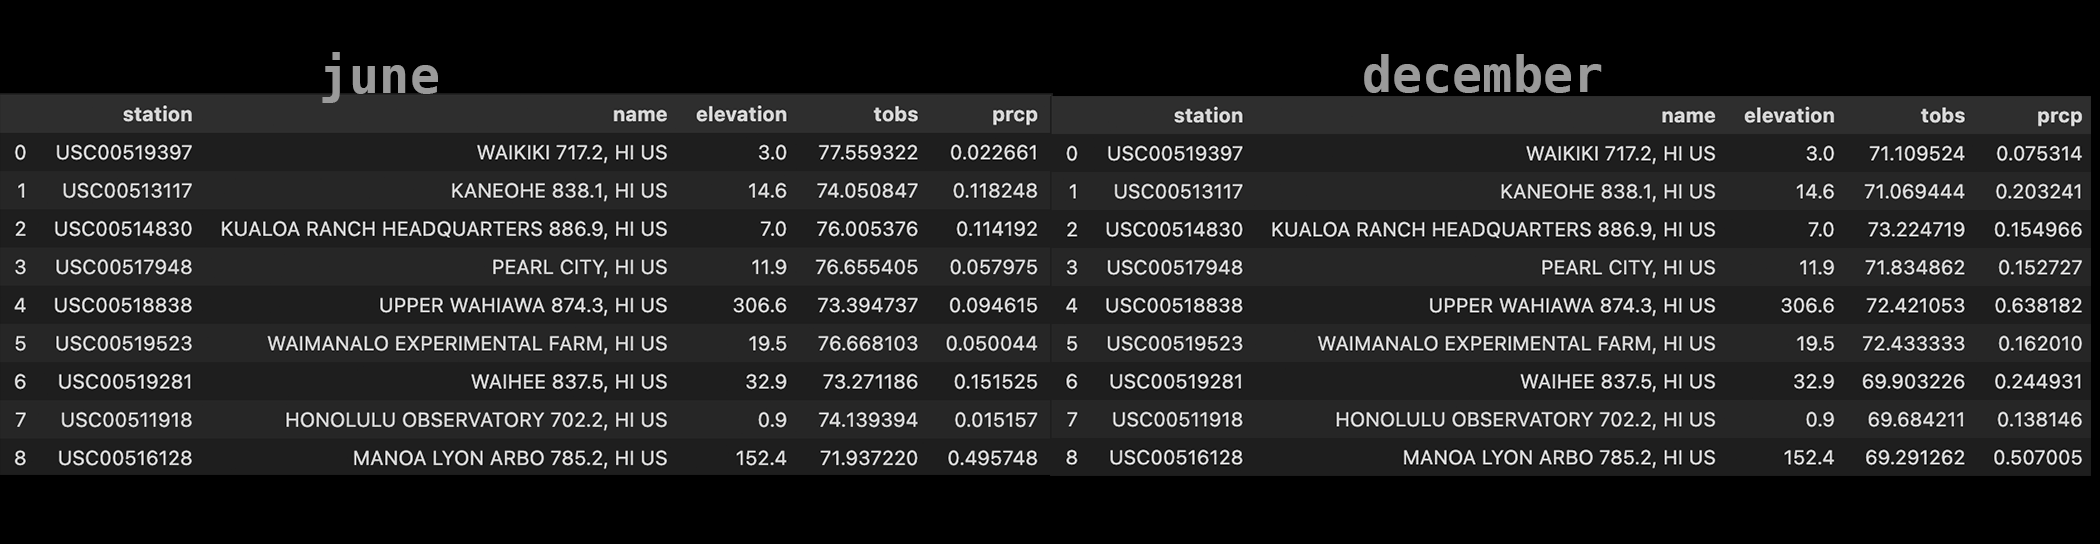 june december
station name elevation tobs prcp station name elevation tobs prcp
0 USC00519397 WAIKIKI 717.2, HI US 3.0 77.559322 0.022661 0 USC00519397 WAIKIKI 717.2, HI US 3.0 71.109524 0.075314
1 USC00513117 KANEOHE 838.1, HI US 14.6 74.050847 0.118248 1 USC00513117 KANEOHE 838.1, HI US 14.6 71.069444 0.203241
2 USC00514830 KUALOA RANCH HEADQUARTERS 886.9, HI US 7.0 76.005376 0.114192 2 USC00514830 KUALOA RANCH HEADQUARTERS 886.9, HI US 7.0 73.224719 0.154966
3 USC00517948 PEARL CITY, HI US 11.9 76.655405 0.057975 3 USC00517948 PEARL CITY, HI US 11.9 71.834862 0.152727
4 USC00518838 UPPER WAHIAWA 874.3, HI US 306.6 73.394737 0.094615 4 USC00518838 UPPER WAHIAWA 874.3, HI US 306.6 72.421053 0.638182
5 USC00519523 WAIMANALO EXPERIMENTAL FARM, HI US 19.5 76.668103 0.050044 5 USC00519523 WAIMANALO EXPERIMENTAL FARM, HI US 19.5 72.433333 0.162010
6 USC00519281 WAIHEE 837.5, HI US 32.9 73.271186 0.151525 6 USC00519281 WAIHEE 837.5, HI US 32.9 69.903226 0.244931
7 USC00511918 HONOLULU OBSERVATORY 702.2, HI US 0.9 74.139394 0.015157 7 USC00511918 HONOLULU OBSERVATORY 702.2, HI US 0.9 69.684211 0.138146
8 USC00516128 MANOA LYON ARBO 785.2, HI US 152.4 71.937220 0.495748 8 USC00516128 MANOA LYON ARBO 785.2, HI US 152.4 69.291262 0.507005